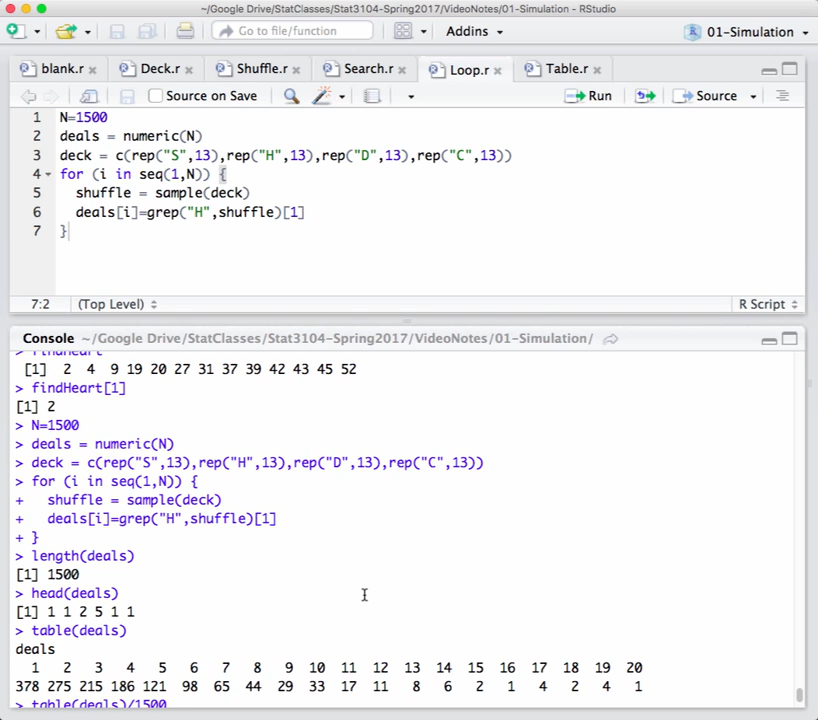 ~/Google Drive/StatClasses/Stat3104-Spring2017/VideoNotes/01-Simulation - RStudio
Go to file/function Addins 01-Simulation
blank.r Deck.r Shuffle.r Search.r Loop.r Table.r
Source on Save Run Source
1 N=1500
2 deals = numeric(N)
3 deck = c(rep("S",13),rep("H",13),rep("D",13),rep("C",13))
4 for (i in seq(1,N)) {
5 shuffle = sample(deck)
6 deals[i]=grep("H",shuffle)[1]
7 }
7:2 (Top Level) R Script
Console ~/Google Drive/StatClasses/Stat3104-Spring2017/VideoNotes/01-Simulation/
> findHeart
[1] 2 4 9 19 20 27 31 37 39 42 43 45 52
> findHeart[1]
[1] 2
> N=1500
> deals = numeric(N)
> deck = c(rep("S",13),rep("H",13),rep("D",13),rep("C",13))
> for (i in seq(1,N)) {
+ shuffle = sample(deck)
+ deals[i]=grep("H",shuffle)[1]
+ }
> length(deals)
[1] 1500
> head(deals)
[1] 1 1 2 5 1 1
> table(deals)
deals
1 2 3 4 5 6 7 8 9 10 11 12 13 14 15 16 17 18 19 20
378 275 215 186 121 98 65 44 29 33 17 11 8 6 2 1 4 2 4 1
> table(deals)/1500